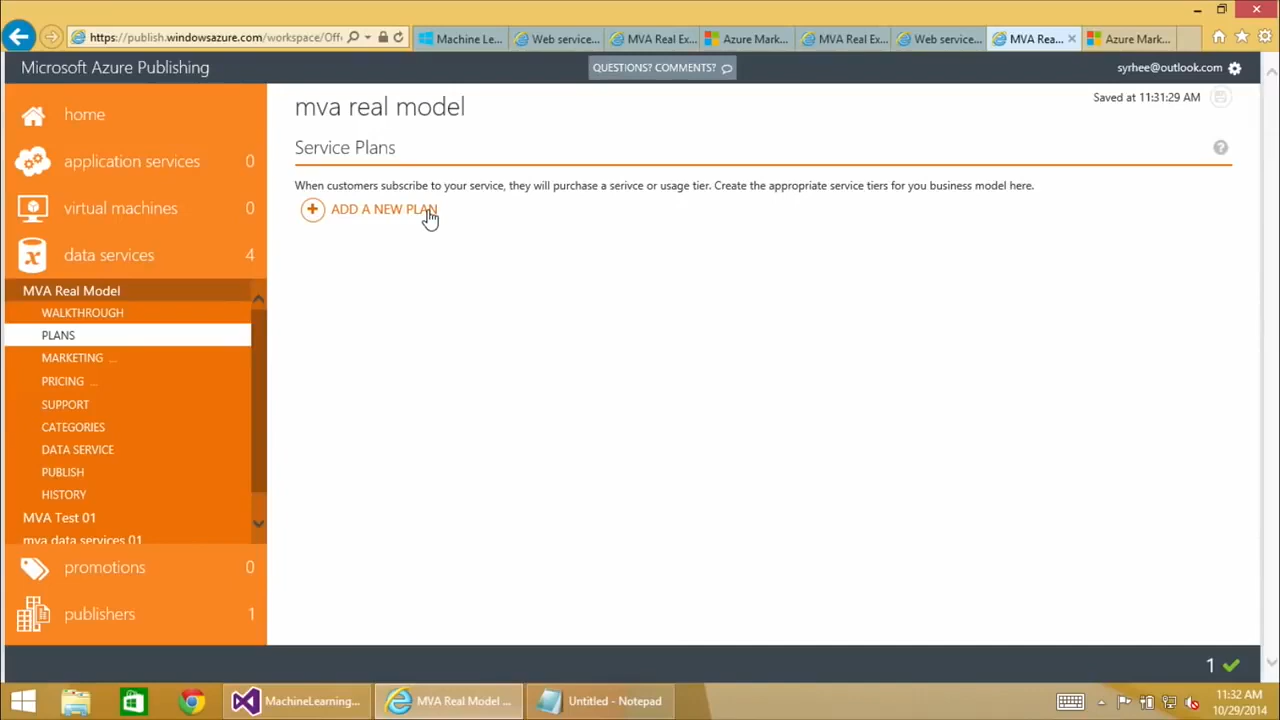 https://publish.windowsazure.com/workspace/Off
Machine Le...
Web service...
MVA Real Ex...
Azure Mark...
MVA Real Ex...
Web service...
MVA Rea...
Azure Mark...
Microsoft Azure Publishing
QUESTIONS? COMMENTS?
syrhee@outlook.com
home
application services 0
virtual machines 0
data services 4
MVA Real Model
WALKTHROUGH
PLANS
MARKETING ...
PRICING ...
SUPPORT
CATEGORIES
DATA SERVICE
PUBLISH
HISTORY
MVA Test 01
mva data services 01
promotions 0
publishers 1
mva real model
Saved at 11:31:29 AM
Service Plans
?
When customers subscribe to your service, they will purchase a serivce or usage tier. Create the appropriate service tiers for you business model here.
ADD A NEW PLAN
1
MachineLearning...
MVA Real Model ...
Untitled - Notepad
11:32 AM
10/29/2014